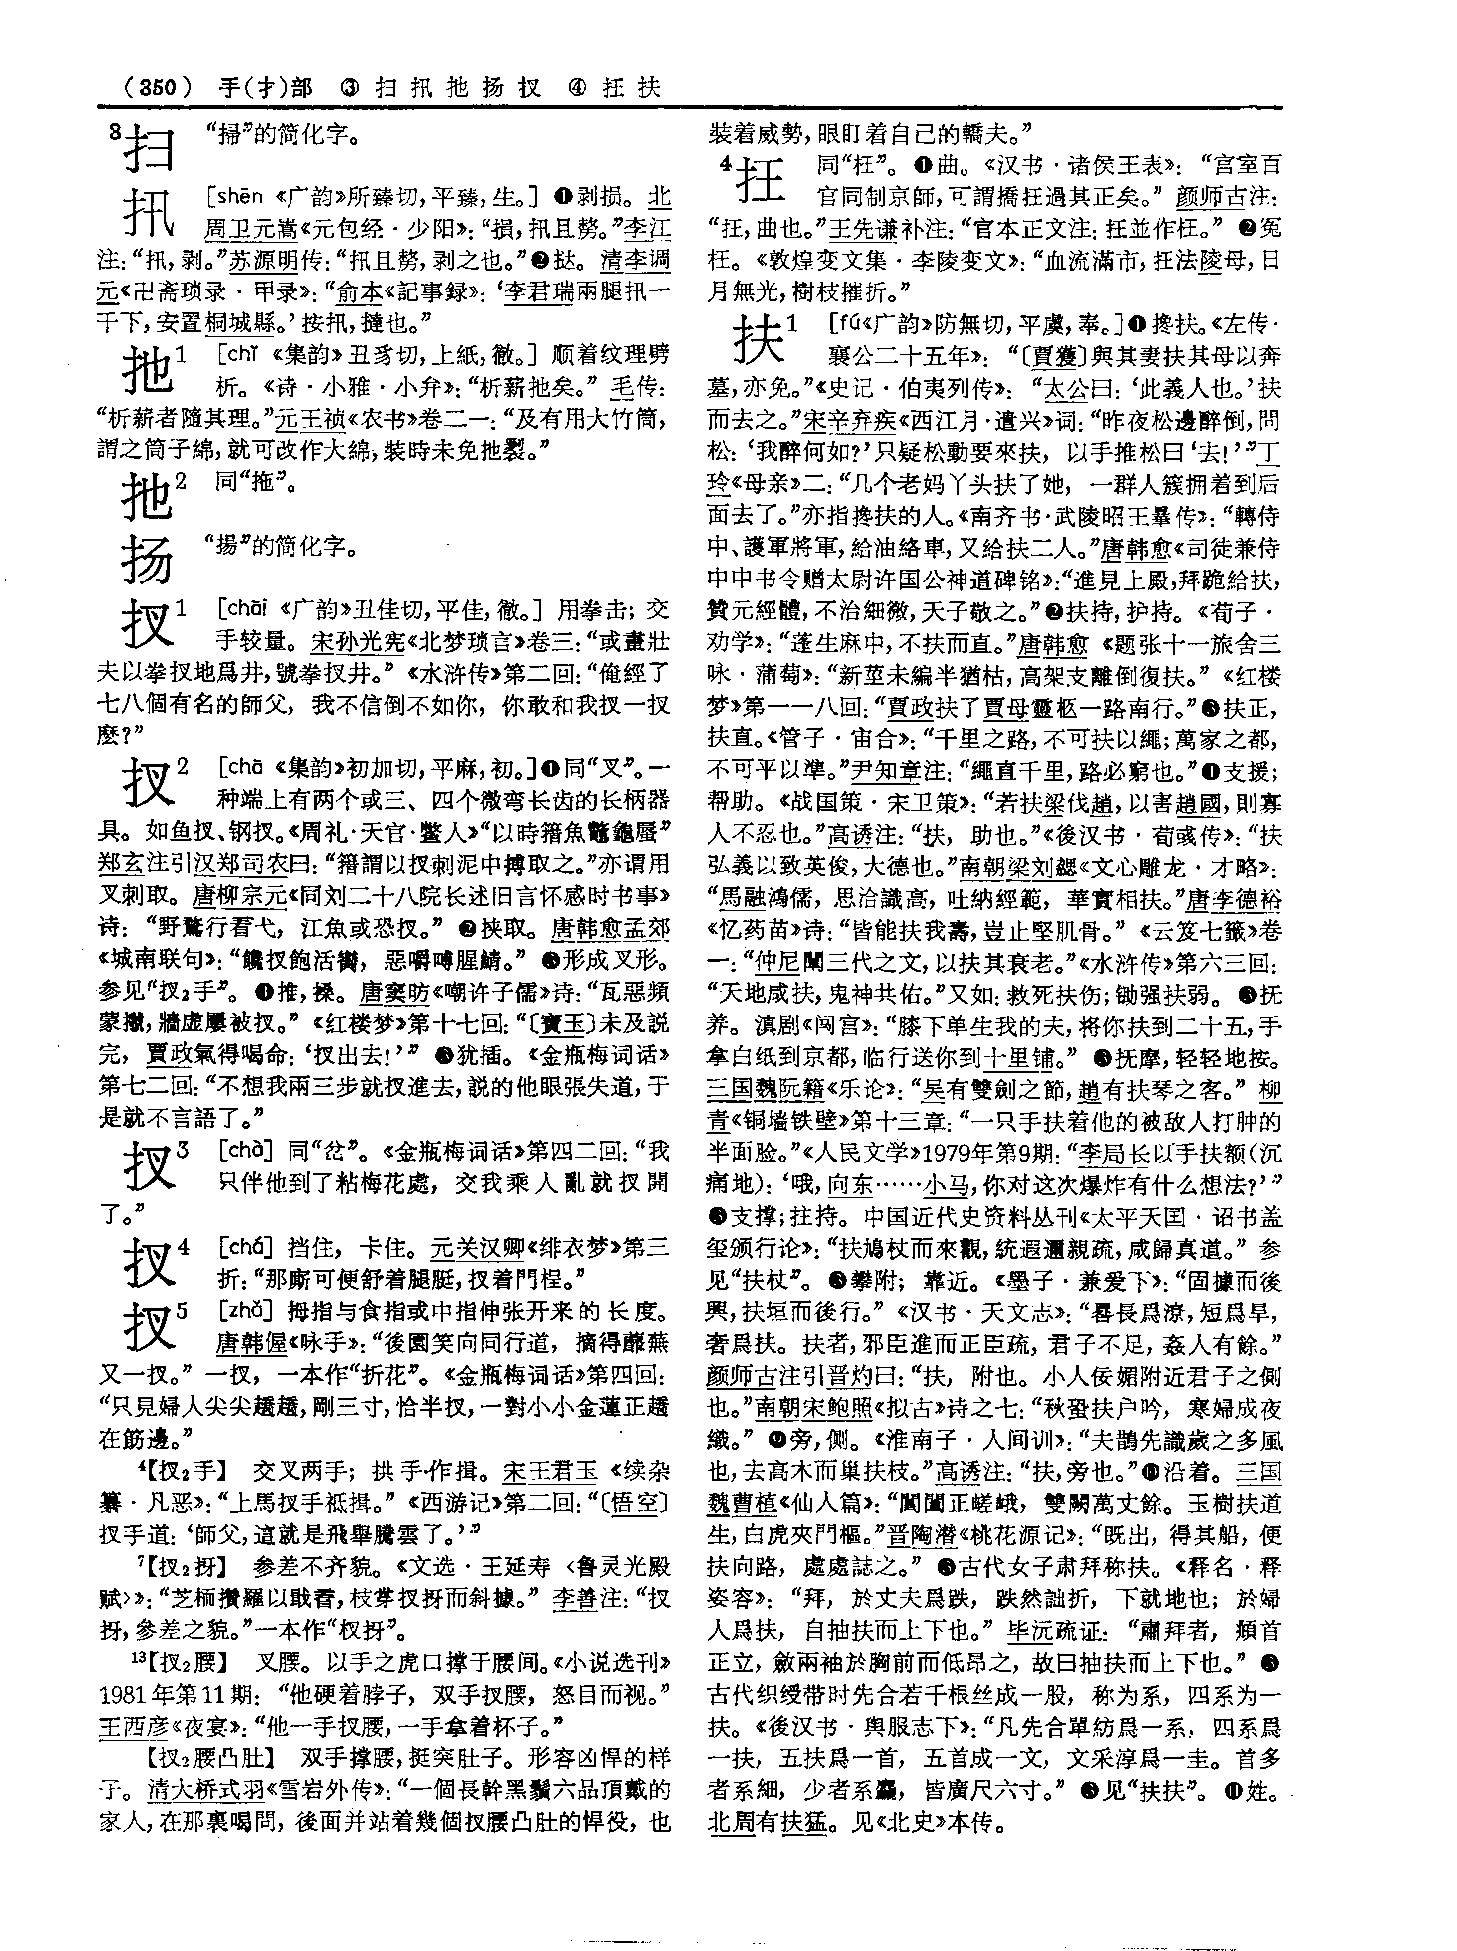 (350) 手(扌)部 ③ 扫扟扡扬扠 ④ 抂扶
3扫 “掃”的简化字。
扟 [shēn《广韵》所臻切,平臻,生。] ❶剥损。北
周卫元嵩《元包经·少阳》:“損,扟且剺。”李江
注:“扟,剥。”苏源明传:“扟且剺,剥之也。”❷挞。清李调
元《卍斋琐录·甲录》:“俞本《記事録》:‘李君瑞兩腿扟一
千下,安置桐城縣。’按扟,撻也。”
扡1 [chǐ《集韵》丑豸切,上紙,徹。] 顺着纹理劈
析。《诗·小雅·小弁》:“析薪扡矣。”毛传:
“析薪者隨其理。”元王祯《农书》卷二一:“及有用大竹筒,
謂之筒子綿,就可改作大綿,裝時未免扡裂。”
扡2 同“拖”。
扬 “揚”的简化字。
扠1 [chāi《广韵》丑佳切,平佳,徹。] 用拳击;交
手较量。宋孙光宪《北梦琐言》卷三:“或畫壯
夫以拳扠地爲井,號拳扠井。”《水浒传》第二回:“俺經了
七八個有名的師父,我不信倒不如你,你敢和我扠一扠
麽?”
扠2 [chā《集韵》初加切,平麻,初。]❶同“叉”。一
种端上有两个或三、四个微弯长齿的长柄器
具。如鱼扠、钢扠。《周礼·天官·鳖人》“以時籍魚鼈龜蜃”
郑玄注引汉郑司农曰:“籍謂以扠刺泥中搏取之。”亦谓用
叉刺取。唐柳宗元《同刘二十八院长述旧言怀感时书事》
诗:“野鶩行看弋,江魚或恐扠。”❷挟取。唐韩愈孟郊
《城南联句》:“饞扠飽活臠,惡嚼嚩腥鯖。”❸形成叉形。
参见“扠2手”。❹推,搡。唐窦昉《嘲许子儒》诗:“瓦惡頻
蒙攧,牆虚屢被扠。”《红楼梦》第十七回:“〔寶玉〕未及説
完,賈政氣得喝命:‘扠出去!’”❺犹插。《金瓶梅词话》
第七二回:“不想我兩三步就扠進去,説的他眼張失道,于
是就不言語了。”
扠3 [chà] 同“岔”。《金瓶梅词话》第四二回:“我
只伴他到了粘梅花處,交我乘人亂就扠開
了。”
扠4 [chá] 挡住,卡住。元关汉卿《绯衣梦》第三
折:“那廝可便舒着腿脡,扠着門桯。”
扠5 [zhǎ] 拇指与食指或中指伸张开来的长度。
唐韩偓《咏手》:“後園笑向同行道,摘得蘼蕪
又一扠。”一扠,一本作“折花”。《金瓶梅词话》第四回:
“只見婦人尖尖趫趫,剛三寸,恰半扠,一對小小金蓮正趫
在筯邊。”
4【扠2手】 交叉两手;拱手作揖。宋王君玉《续杂
纂·凡恶》:“上馬扠手祗揖。”《西游记》第二回:“〔悟空〕
扠手道:‘師父,這就是飛舉騰雲了。’”
7【扠2捓】 参差不齐貌。《文选·王延寿〈鲁灵光殿
赋〉》:“芝栭攢羅以戢孴,枝牚扠捓而斜據。”李善注:“扠
捓,參差之貌。”一本作“杈枒”。
13【扠2腰】 叉腰。以手之虎口撑于腰间。《小说选刊》
1981年第11期:“他硬着脖子,双手扠腰,怒目而视。”
王西彦《夜宴》:“他一手扠腰,一手拿着杯子。”
【扠2腰凸肚】 双手撑腰,挺突肚子。形容凶悍的样
子。清大桥式羽《雪岩外传》:“一個長幹黑鬚六品頂戴的
家人,在那裏喝問,後面并站着幾個扠腰凸肚的悍役,也
裝着威勢,眼盯着自己的轎夫。”
4抂 同“枉”。❶曲。《汉书·诸侯王表》:“宫室百
官同制京師,可謂撟抂過其正矣。”颜师古注:
“抂,曲也。”王先谦补注:“官本正文注:抂並作枉。”❷冤
枉。《敦煌变文集·李陵变文》:“血流滿市,抂法陵母,日
月無光,樹枝摧折。”
扶1 [fú《广韵》防無切,平虞,奉。]❶搀扶。《左传·
襄公二十五年》:“〔賈獲〕與其妻扶其母以奔
墓,亦免。”《史记·伯夷列传》:“太公曰:‘此義人也。’扶
而去之。”宋辛弃疾《西江月·遣兴》词:“昨夜松邊醉倒,問
松:‘我醉何如?’只疑松動要來扶,以手推松曰‘去!’”丁
玲《母亲》二:“几个老妈丫头扶了她,一群人簇拥着到后
面去了。”亦指搀扶的人。《南齐书·武陵昭王曅传》:“轉侍
中、護軍將軍,給油絡車,又給扶二人。”唐韩愈《司徒兼侍
中中书令赠太尉许国公神道碑铭》:“進見上殿,拜跪給扶,
贊元經體,不治細微,天子敬之。”❷扶持,护持。《荀子·
劝学》:“蓬生麻中,不扶而直。”唐韩愈《题张十一旅舍三
咏·蒲萄》:“新莖未編半猶枯,高架支離倒復扶。”《红楼
梦》第一一八回:“賈政扶了賈母靈柩一路南行。”❸扶正,
扶直。《管子·宙合》:“千里之路,不可扶以繩;萬家之都,
不可平以準。”尹知章注:“繩直千里,路必窮也。”❹支援;
帮助。《战国策·宋卫策》:“若扶梁伐趙,以害趙國,則寡
人不忍也。”高诱注:“扶,助也。”《後汉书·荀彧传》:“扶
弘義以致英俊,大德也。”南朝梁刘勰《文心雕龙·才略》:
“馬融鴻儒,思洽識高,吐納經範,華實相扶。”唐李德裕
《忆药苗》诗:“皆能扶我壽,豈止堅肌骨。”《云笈七籤》卷
一:“仲尼闡三代之文,以扶其衰老。”《水浒传》第六三回:
“天地咸扶,鬼神共佑。”又如:救死扶伤;锄强扶弱。❺抚
养。滇剧《闯宫》:“膝下单生我的夫,将你扶到二十五,手
拿白纸到京都,临行送你到十里铺。”❻抚摩,轻轻地按。
三国魏阮籍《乐论》:“吴有雙劍之節,趙有扶琴之客。”柳
青《铜墙铁壁》第十三章:“一只手扶着他的被敌人打肿的
半面脸。”《人民文学》1979年第9期:“李局长以手扶额(沉
痛地):‘哦,向东……小马,你对这次爆炸有什么想法?’”
❼支撑;拄持。中国近代史资料丛刊《太平天囯·诏书盖
玺颁行论》:“扶鳩杖而來觀,統遐邇親疏,咸歸真道。”参
见“扶杖”。❽攀附;靠近。《墨子·兼爱下》:“固據而後
興,扶垣而後行。”《汉书·天文志》:“晷長爲潦,短爲旱,
奢爲扶。扶者,邪臣進而正臣疏,君子不足,姦人有餘。”
颜师古注引晋灼曰:“扶,附也。小人佞媚附近君子之側
也。”南朝宋鲍照《拟古》诗之七:“秋蛩扶户吟,寒婦成夜
織。”❾旁,侧。《淮南子·人间训》:“夫鵲先識歲之多風
也,去高木而巢扶枝。”高诱注:“扶,旁也。”❿沿着。三国
魏曹植《仙人篇》:“閶闔正嵯峨,雙闕萬丈餘。玉樹扶道
生,白虎夾門樞。”晋陶潜《桃花源记》:“既出,得其船,便
扶向路,處處誌之。”⓫古代女子肃拜称扶。《释名·释
姿容》:“拜,於丈夫爲跌,跌然詘折,下就地也;於婦
人爲扶,自抽扶而上下也。”毕沅疏证:“肅拜者,頫首
正立,斂兩袖於胸前而低昂之,故曰抽扶而上下也。”⓬
古代织绶带时先合若干根丝成一股,称为系,四系为一
扶。《後汉书·舆服志下》:“凡先合單紡爲一系,四系爲
一扶,五扶爲一首,五首成一文,文采淳爲一圭。首多
者系細,少者系麤,皆廣尺六寸。”⓭见“扶扶”。⓮姓。
北周有扶猛。见《北史》本传。